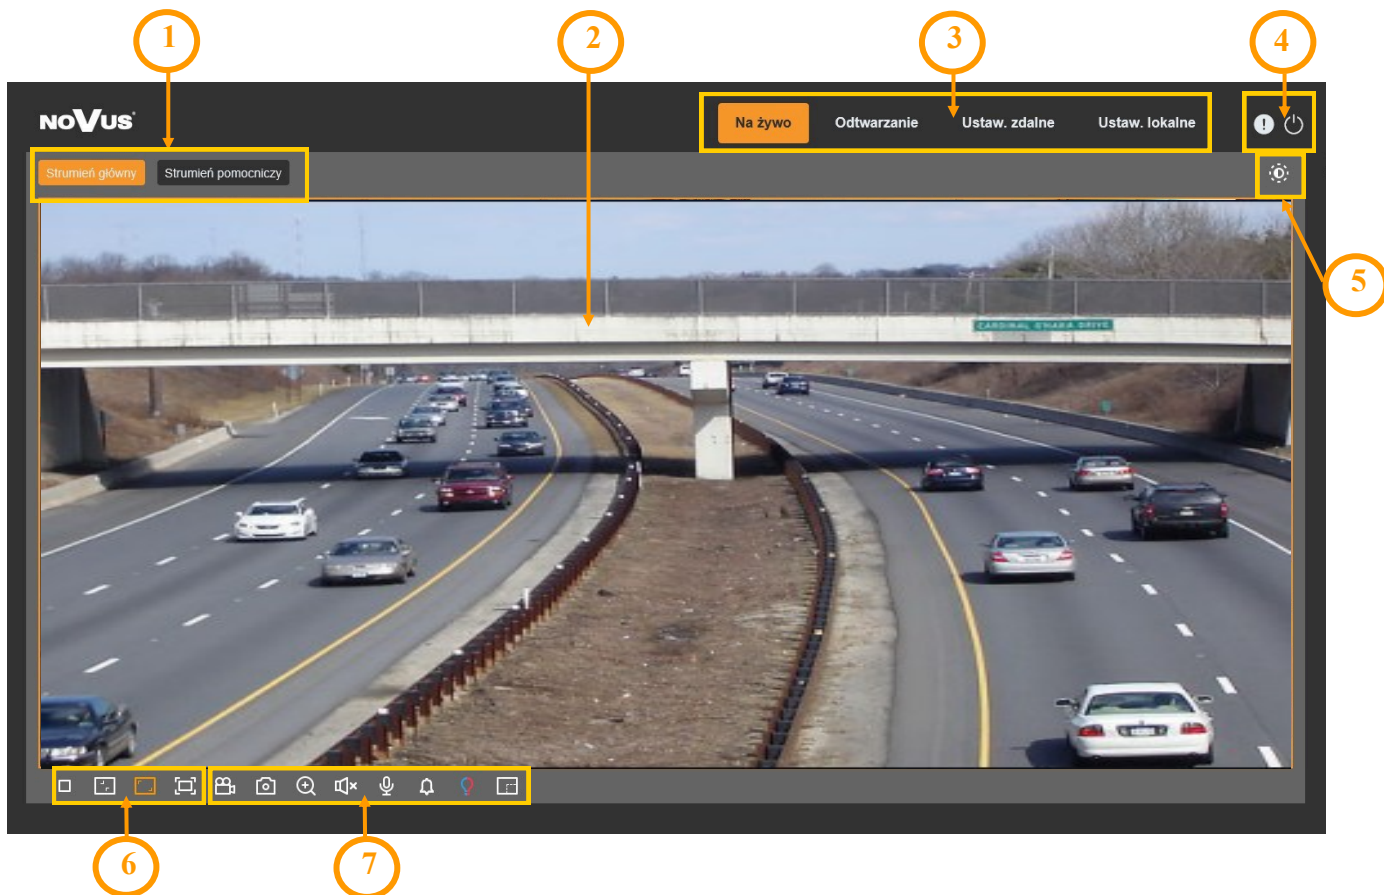 1 2 3 4
NOVUS
Na żywo Odtwarzanie Ustaw. zdalne Ustaw. lokalne
Strumień główny Strumień pomocniczy
5
CARDINAL O'HARA DRIVE
6 7